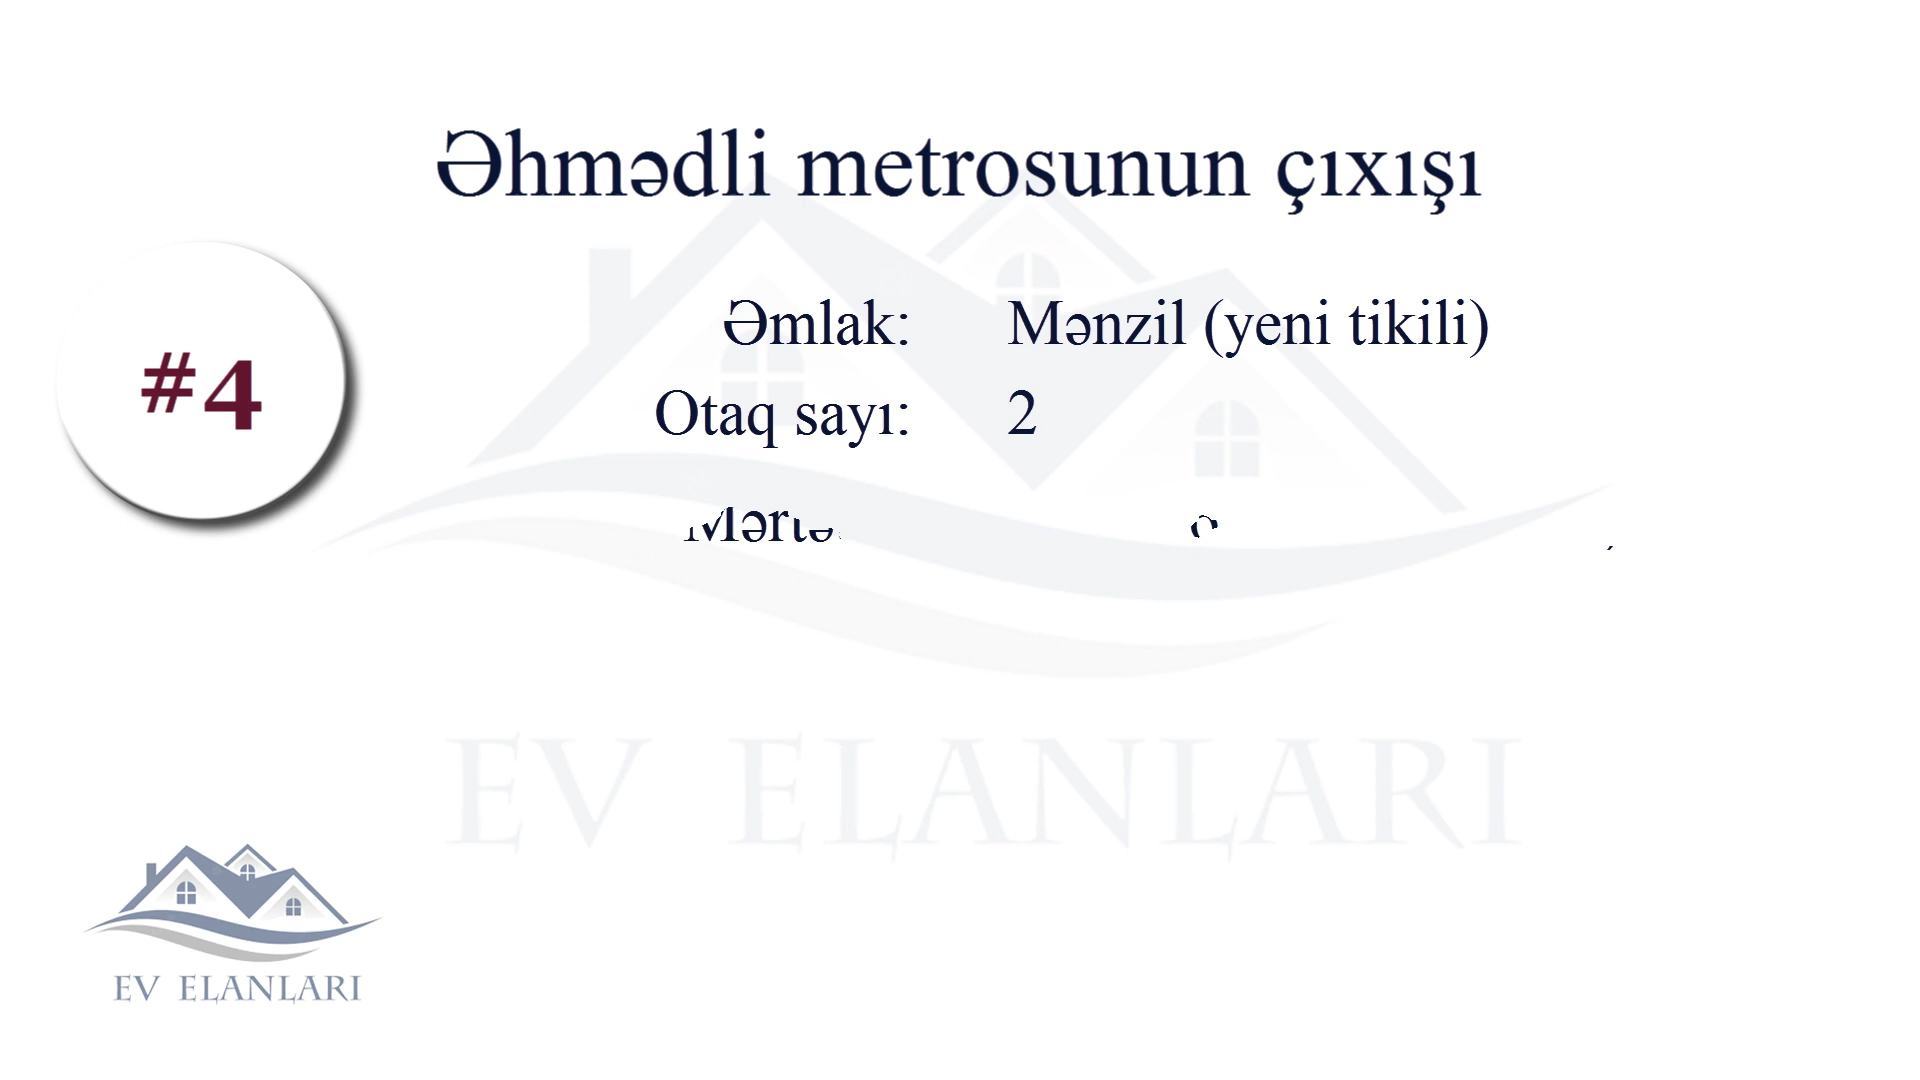 Əhmədli metrosunun çıxışı
Əmlak: Mənzil (yeni tikili)
#4
Otaq sayı: 2
EV ELANLARI
EV ELANLARI